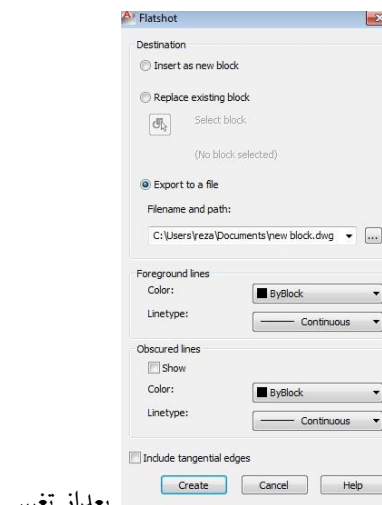 Flatshot
Destination
Insert as new block
Replace existing block
Select block
(No block selected)
Export to a file
Filename and path:
C:\Users\reza\Documents\new block.dwg ...
Foreground lines
Color: ByBlock
Linetype: Continuous
Obscured lines
Show
Color: ByBlock
Linetype: Continuous
Include tangential edges
Create Cancel Help
بعداز